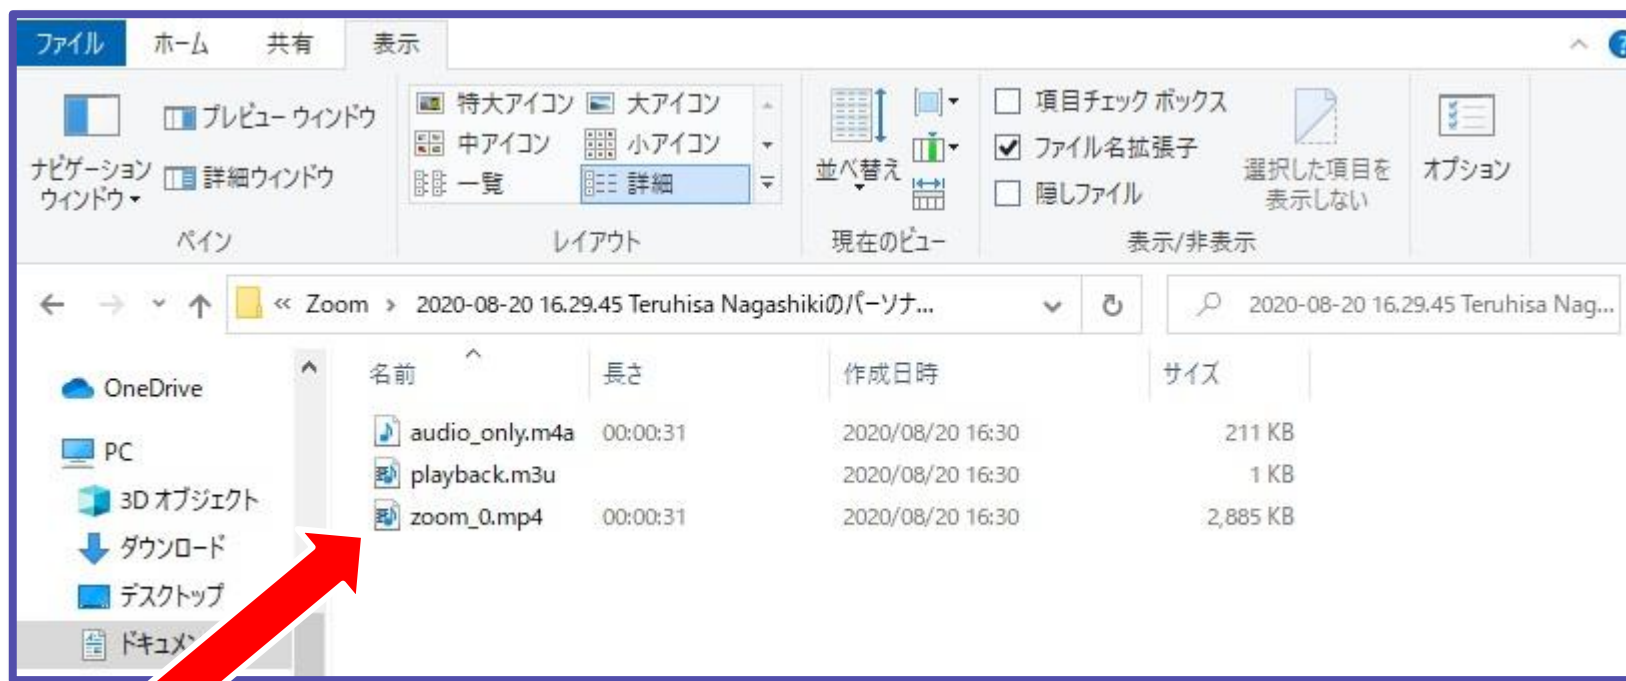 ファイル ホーム 共有 表示
プレビュー ウィンドウ
詳細ウィンドウ
ナビゲーション
ウィンドウ
ペイン
特大アイコン 大アイコン
中アイコン 小アイコン
一覧 詳細
レイアウト
並べ替え
現在のビュー
項目チェック ボックス
ファイル名拡張子
隠しファイル
選択した項目を
表示しない
表示/非表示
オプション
« Zoom › 2020-08-20 16.29.45 Teruhisa Nagashikiのパーソナ...
2020-08-20 16.29.45 Teruhisa Nag...
OneDrive
PC
3D オブジェクト
ダウンロード
デスクトップ
ドキュメン
名前 長さ 作成日時 サイズ
audio_only.m4a 00:00:31 2020/08/20 16:30 211 KB
playback.m3u 2020/08/20 16:30 1 KB
zoom_0.mp4 00:00:31 2020/08/20 16:30 2,885 KB